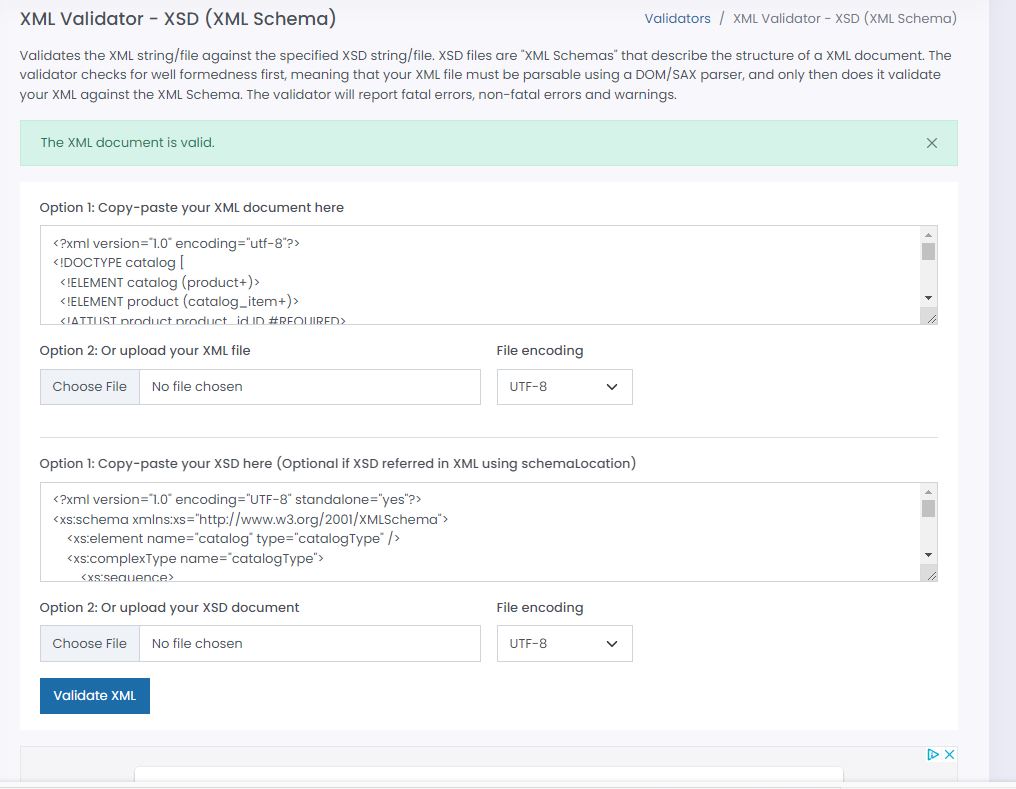 XML Validator - XSD (XML Schema)
Validators / XML Validator - XSD (XML Schema)
Validates the XML string/file against the specified XSD string/file. XSD files are "XML Schemas" that describe the structure of a XML document. The
validator checks for well formedness first, meaning that your XML file must be parsable using a DOM/SAX parser, and only then does it validate
your XML against the XML Schema. The validator will report fatal errors, non-fatal errors and warnings.
The XML document is valid.
Option 1: Copy-paste your XML document here
<?xml version="1.0" encoding="utf-8"?>
<!DOCTYPE catalog [
<!ELEMENT catalog (product+)>
<!ELEMENT product (catalog_item+)>
<!ATTLIST product product_id ID #REQUIRED>
Option 2: Or upload your XML file
File encoding
Choose File No file chosen
UTF-8
Option 1: Copy-paste your XSD here (Optional if XSD referred in XML using schemaLocation)
<?xml version="1.0" encoding="UTF-8" standalone="yes"?>
<xs:schema xmlns:xs="http://www.w3.org/2001/XMLSchema">
<xs:element name="catalog" type="catalogType" />
<xs:complexType name="catalogType">
<xs:sequence>
Option 2: Or upload your XSD document
File encoding
Choose File No file chosen
UTF-8
Validate XML